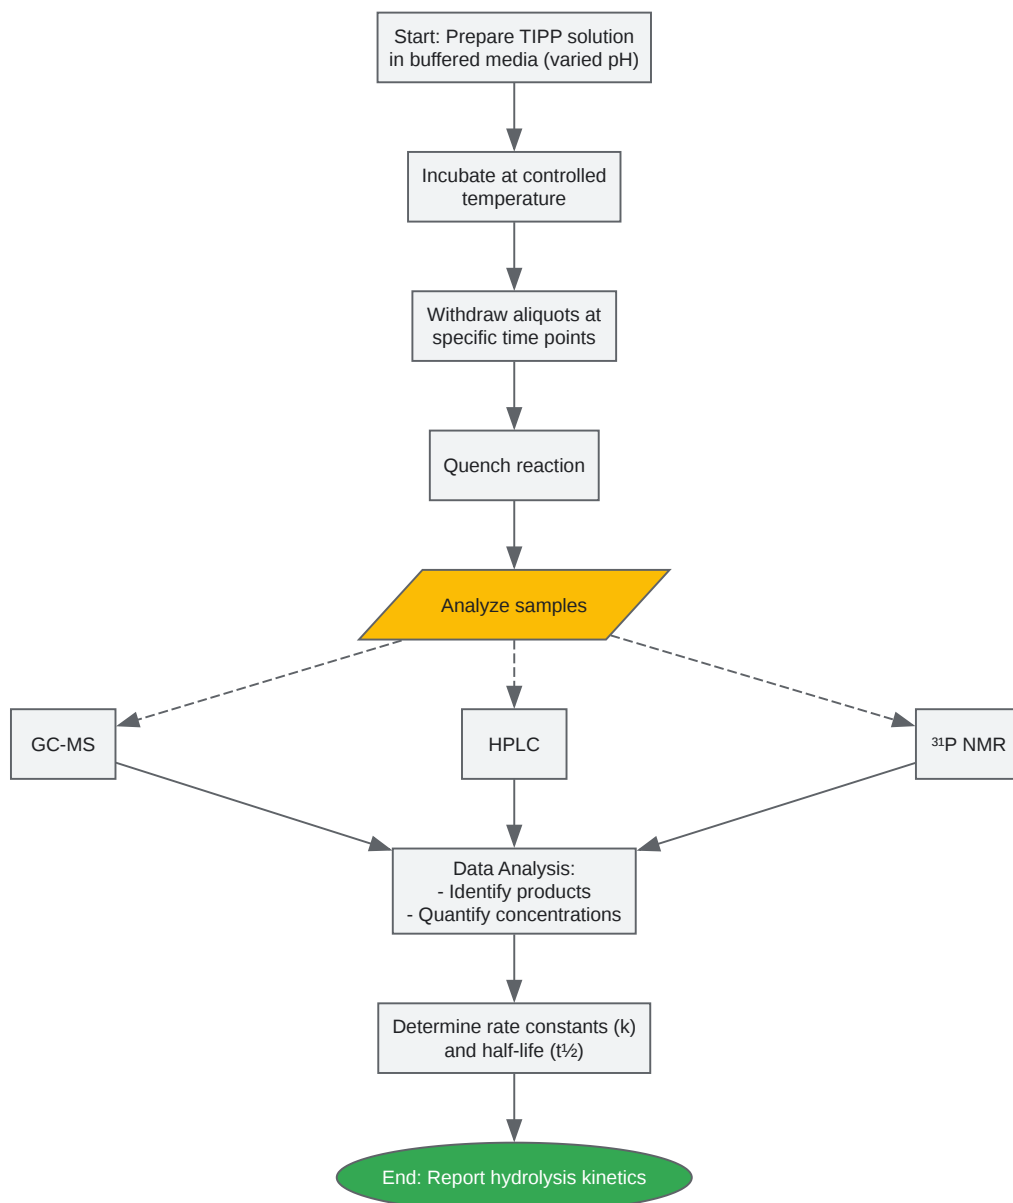 Start: Prepare TIPP solution
in buffered media (varied pH)
Incubate at controlled
temperature
Withdraw aliquots at
specific time points
Quench reaction
Analyze samples
GC-MS
HPLC
³¹P NMR
Data Analysis:
- Identify products
- Quantify concentrations
Determine rate constants (k)
and half-life (t½)
End: Report hydrolysis kinetics